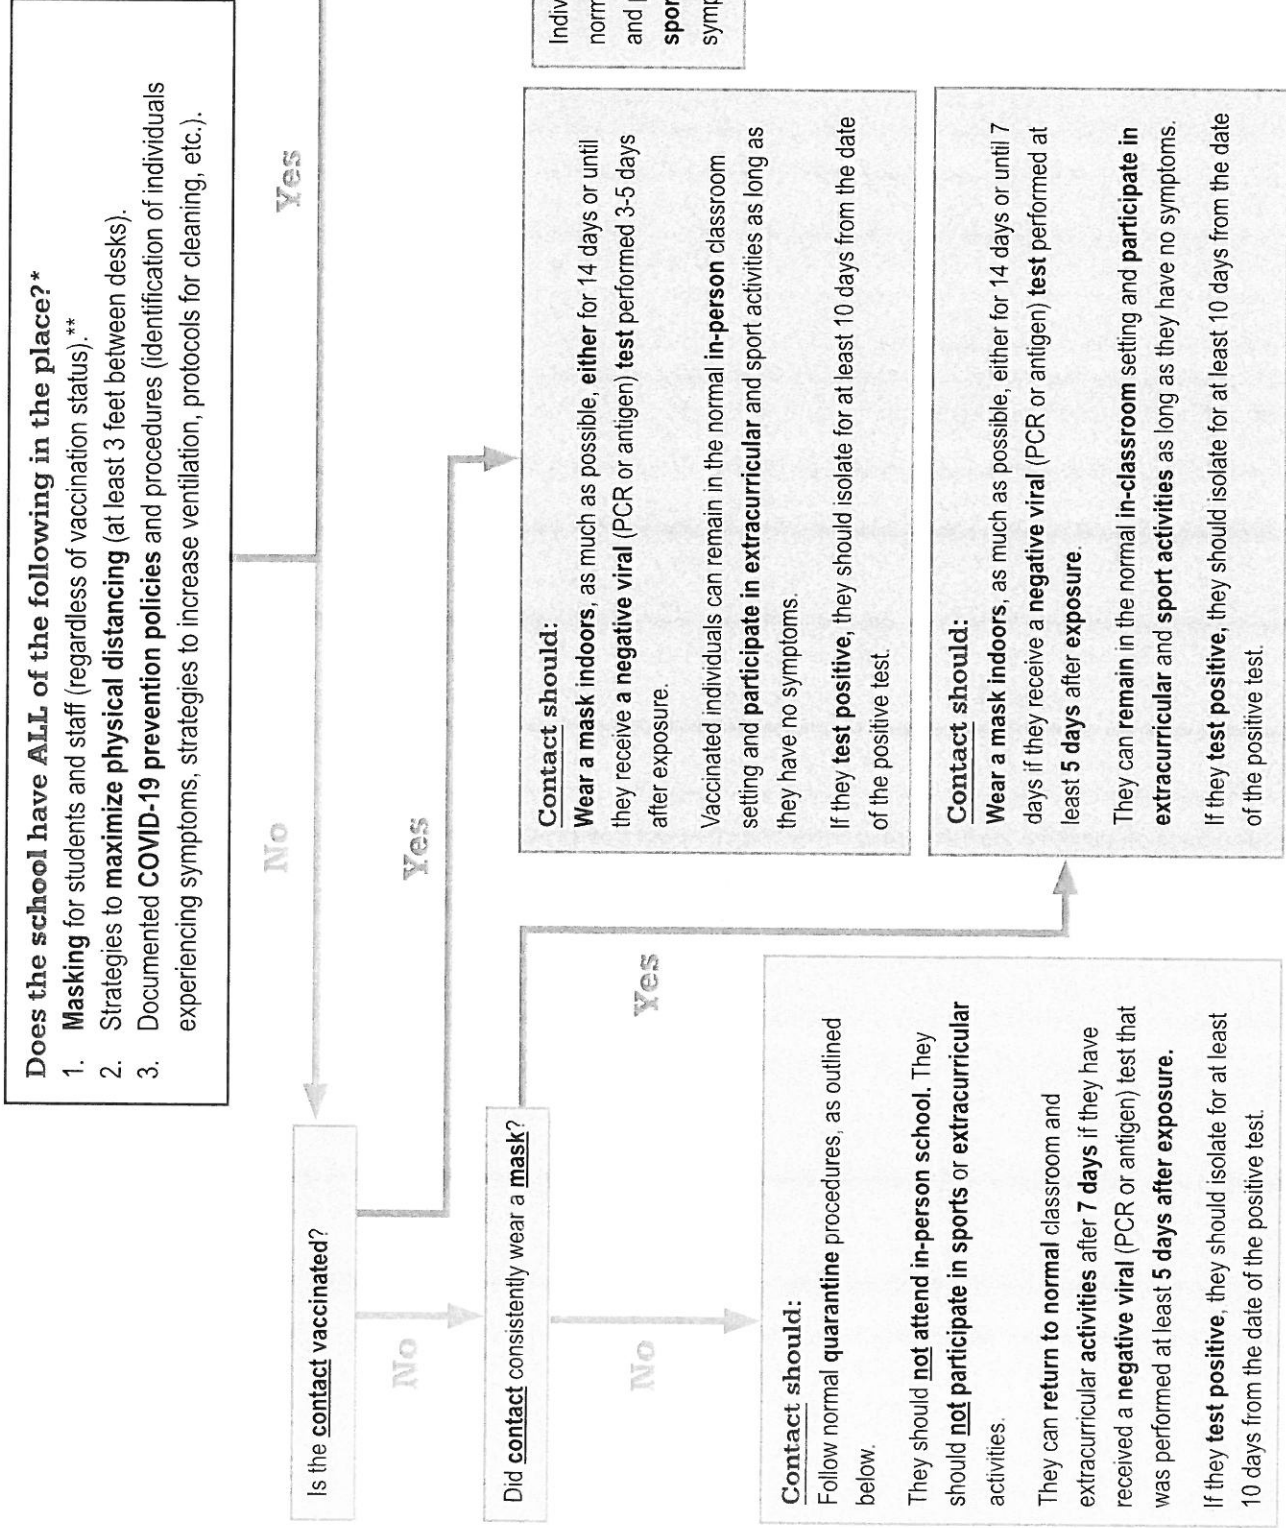 Does the school have ALL of the following in the place?*
1. Masking for students and staff (regardless of vaccination status).**
2. Strategies to maximize physical distancing (at least 3 feet between desks).
3. Documented COVID-19 prevention policies and procedures (identification of individuals
experiencing symptoms, strategies to increase ventilation, protocols for cleaning, etc.).
No
Yes
Is the contact vaccinated?
No
Yes
Did contact consistently wear a mask?
No
Yes
Contact should:
Wear a mask indoors, as much as possible, either for 14 days or until
they receive a negative viral (PCR or antigen) test performed 3-5 days
after exposure.
Vaccinated individuals can remain in the normal in-person classroom
setting and participate in extracurricular and sport activities as long as
they have no symptoms.
If they test positive, they should isolate for at least 10 days from the date
of the positive test.
Contact should:
Follow normal quarantine procedures, as outlined
below.
They should not attend in-person school. They
should not participate in sports or extracurricular
activities.
They can return to normal classroom and
extracurricular activities after 7 days if they have
received a negative viral (PCR or antigen) test that
was performed at least 5 days after exposure.
If they test positive, they should isolate for at least
10 days from the date of the positive test.
Contact should:
Wear a mask indoors, as much as possible, either for 14 days or until 7
days if they receive a negative viral (PCR or antigen) test performed at
least 5 days after exposure.
They can remain in the normal in-classroom setting and participate in
extracurricular and sport activities as long as they have no symptoms.
If they test positive, they should isolate for at least 10 days from the date
of the positive test.
Indiv
norm
and
spor
symp